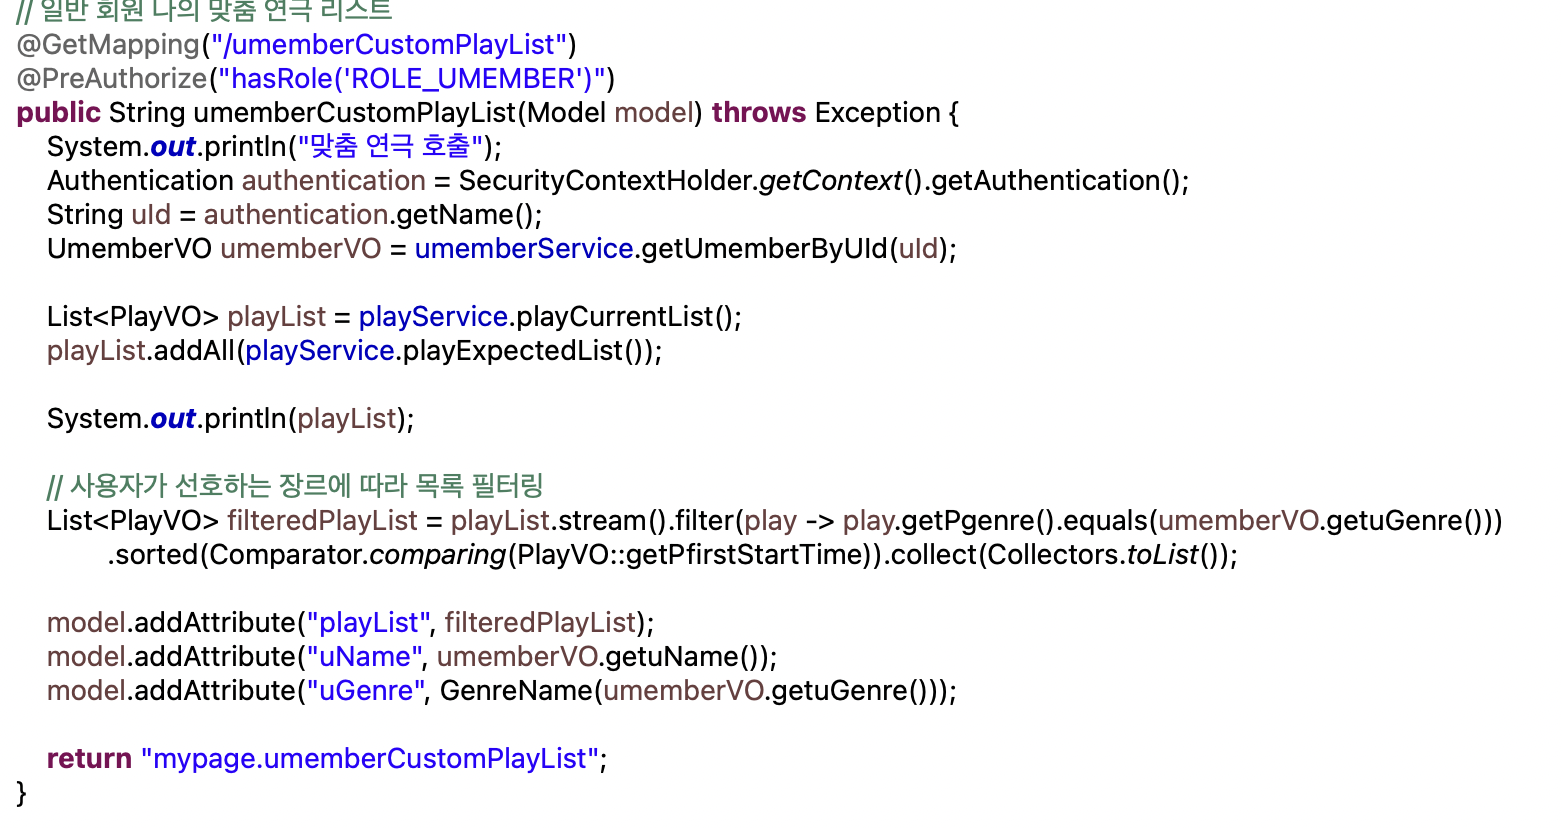 // 일반 회원 나의 맞춤 연극 리스트
@GetMapping("/umemberCustomPlayList")
@PreAuthorize("hasRole('ROLE_UMEMBER')")
public String umemberCustomPlayList(Model model) throws Exception {
System.out.println("맞춤 연극 호출");
Authentication authentication = SecurityContextHolder.getContext().getAuthentication();
String uId = authentication.getName();
UmemberVO umemberVO = umemberService.getUmemberByUId(uId);
List<PlayVO> playList = playService.playCurrentList();
playList.addAll(playService.playExpectedList());
System.out.println(playList);
// 사용자가 선호하는 장르에 따라 목록 필터링
List<PlayVO> filteredPlayList = playList.stream().filter(play -> play.getPgenre().equals(umemberVO.getuGenre()))
.sorted(Comparator.comparing(PlayVO::getPfirstStartTime)).collect(Collectors.toList());
model.addAttribute("playList", filteredPlayList);
model.addAttribute("uName", umemberVO.getuName());
model.addAttribute("uGenre", GenreName(umemberVO.getuGenre()));
return "mypage.umemberCustomPlayList";
}